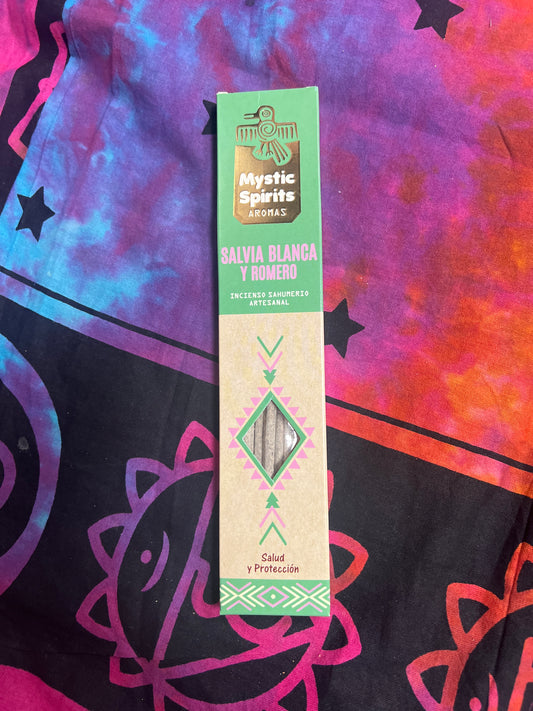 Mystic
Spirits
AROMAS
SALVIA BLANCA
Y ROMERO
INCIENSO SAHUMERIO
ARTESANAL
Salud
y Protección